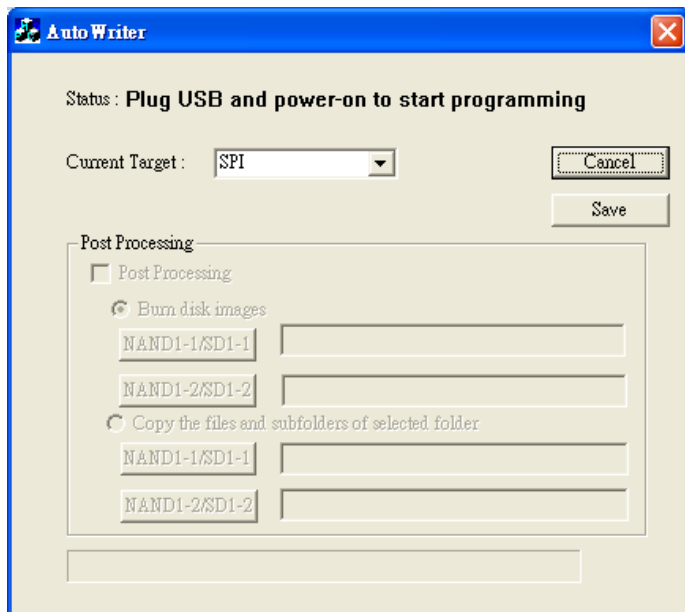 AutoWriter
Status : Plug USB and power-on to start programming
Current Target : SPI Cancel
Save
Post Processing
Post Processing
Burn disk images
NAND1-1/SD1-1
NAND1-2/SD1-2
Copy the files and subfolders of selected folder
NAND1-1/SD1-1
NAND1-2/SD1-2